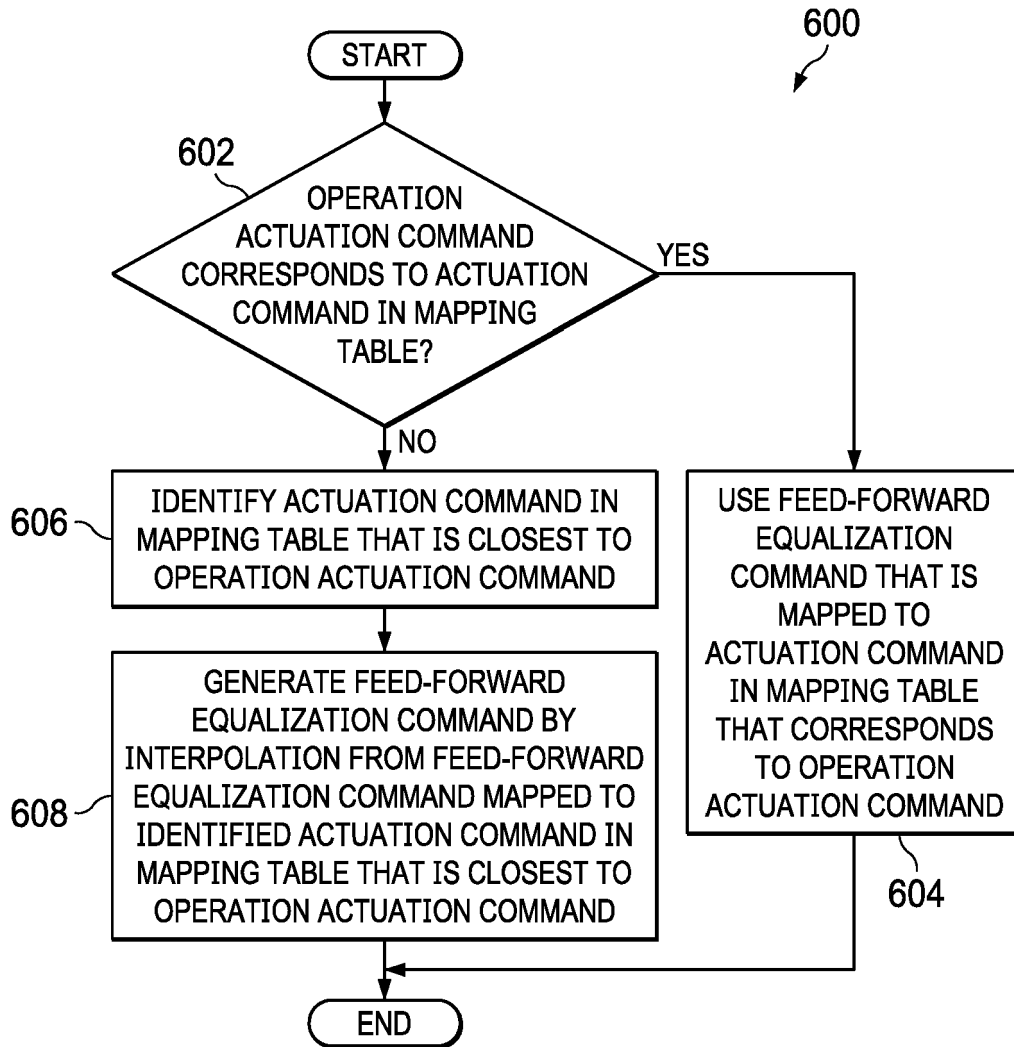 600
START
602
OPERATION
ACTUATION COMMAND
CORRESPONDS TO ACTUATION
COMMAND IN MAPPING
TABLE?
YES
NO
606
IDENTIFY ACTUATION COMMAND IN
MAPPING TABLE THAT IS CLOSEST TO
OPERATION ACTUATION COMMAND
608
GENERATE FEED-FORWARD
EQUALIZATION COMMAND BY
INTERPOLATION FROM FEED-FORWARD
EQUALIZATION COMMAND MAPPED TO
IDENTIFIED ACTUATION COMMAND IN
MAPPING TABLE THAT IS CLOSEST TO
OPERATION ACTUATION COMMAND
USE FEED-FORWARD
EQUALIZATION
COMMAND THAT IS
MAPPED TO
ACTUATION COMMAND
IN MAPPING TABLE
THAT CORRESPONDS
TO OPERATION
ACTUATION COMMAND
604
END